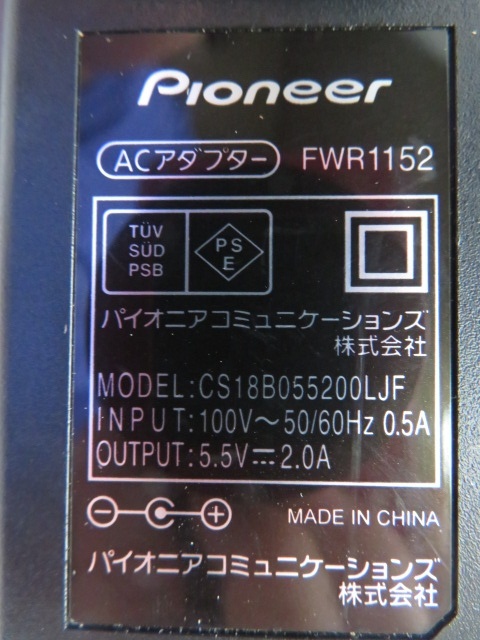 Pioneer
ACアダプター FWR1152
TÜV
SÜD
PSB
PS
E
パイオニアコミュニケーションズ
株式会社
MODEL:CS18B055200LJF
INPUT:100V～50/60Hz 0.5A
OUTPUT:5.5V⎓2.0A
MADE IN CHINA
パイオニアコミュニケーションズ
株式会社